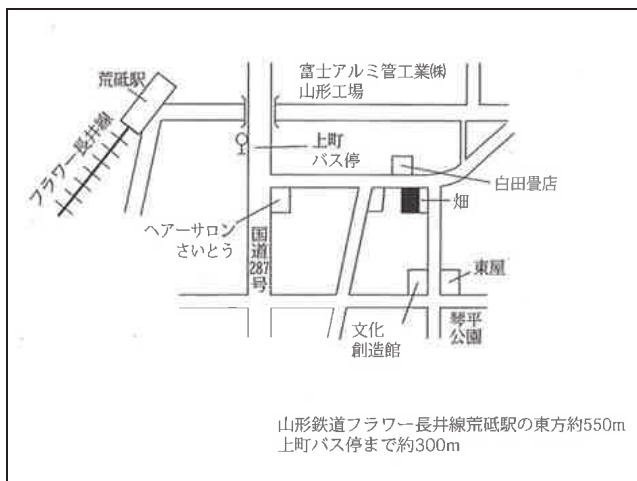 富士アルミ管工業㈱
山形工場
荒砥駅
フラワー長井線
上町
バス停
白田畳店
畑
ヘアーサロン
さいとう
国道287号
東屋
文化
創造館
琴平
公園
山形鉄道フラワー長井線荒砥駅の東方約550m
上町バス停まで約300m